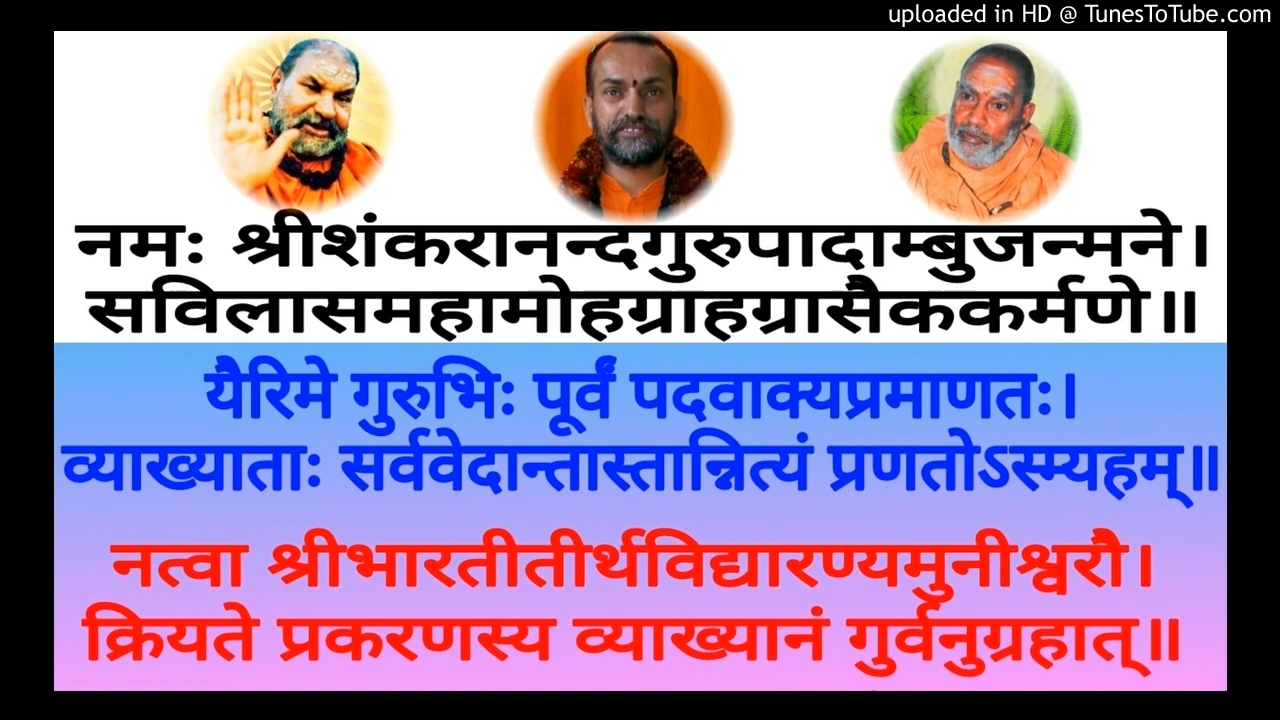 uploaded in HD @ TunesToTube.com
नमः श्रीशंकरानन्दगुरुपादाम्बुजन्मने।
सविलासमहामोहग्राहग्रासैककर्मणे॥
यैरिमे गुरुभिः पूर्वं पदवाक्यप्रमाणतः।
व्याख्याताः सर्ववेदान्तास्तान्नित्यं प्रणतोऽस्म्यहम्॥
नत्वा श्रीभारतीतीर्थविद्यारण्यमुनीश्वरौ।
क्रियते प्रकरणस्य व्याख्यानं गुर्वनुग्रहात्॥